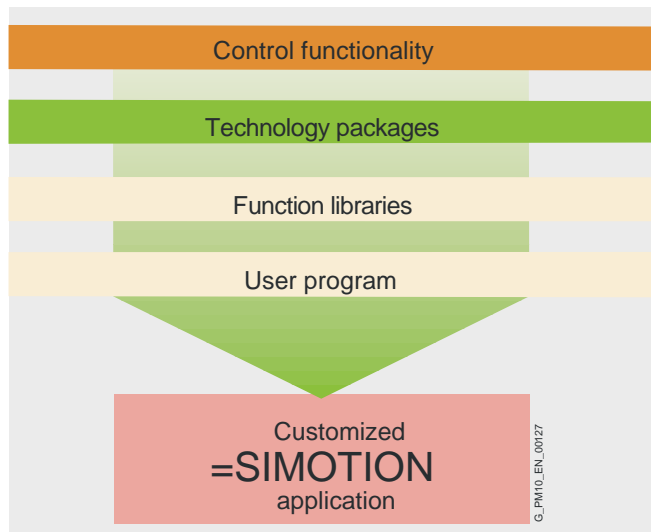 Control functionality
Technology packages
Function libraries
User program
Customized
=SIMOTION
application
G_PM10_EN_00127